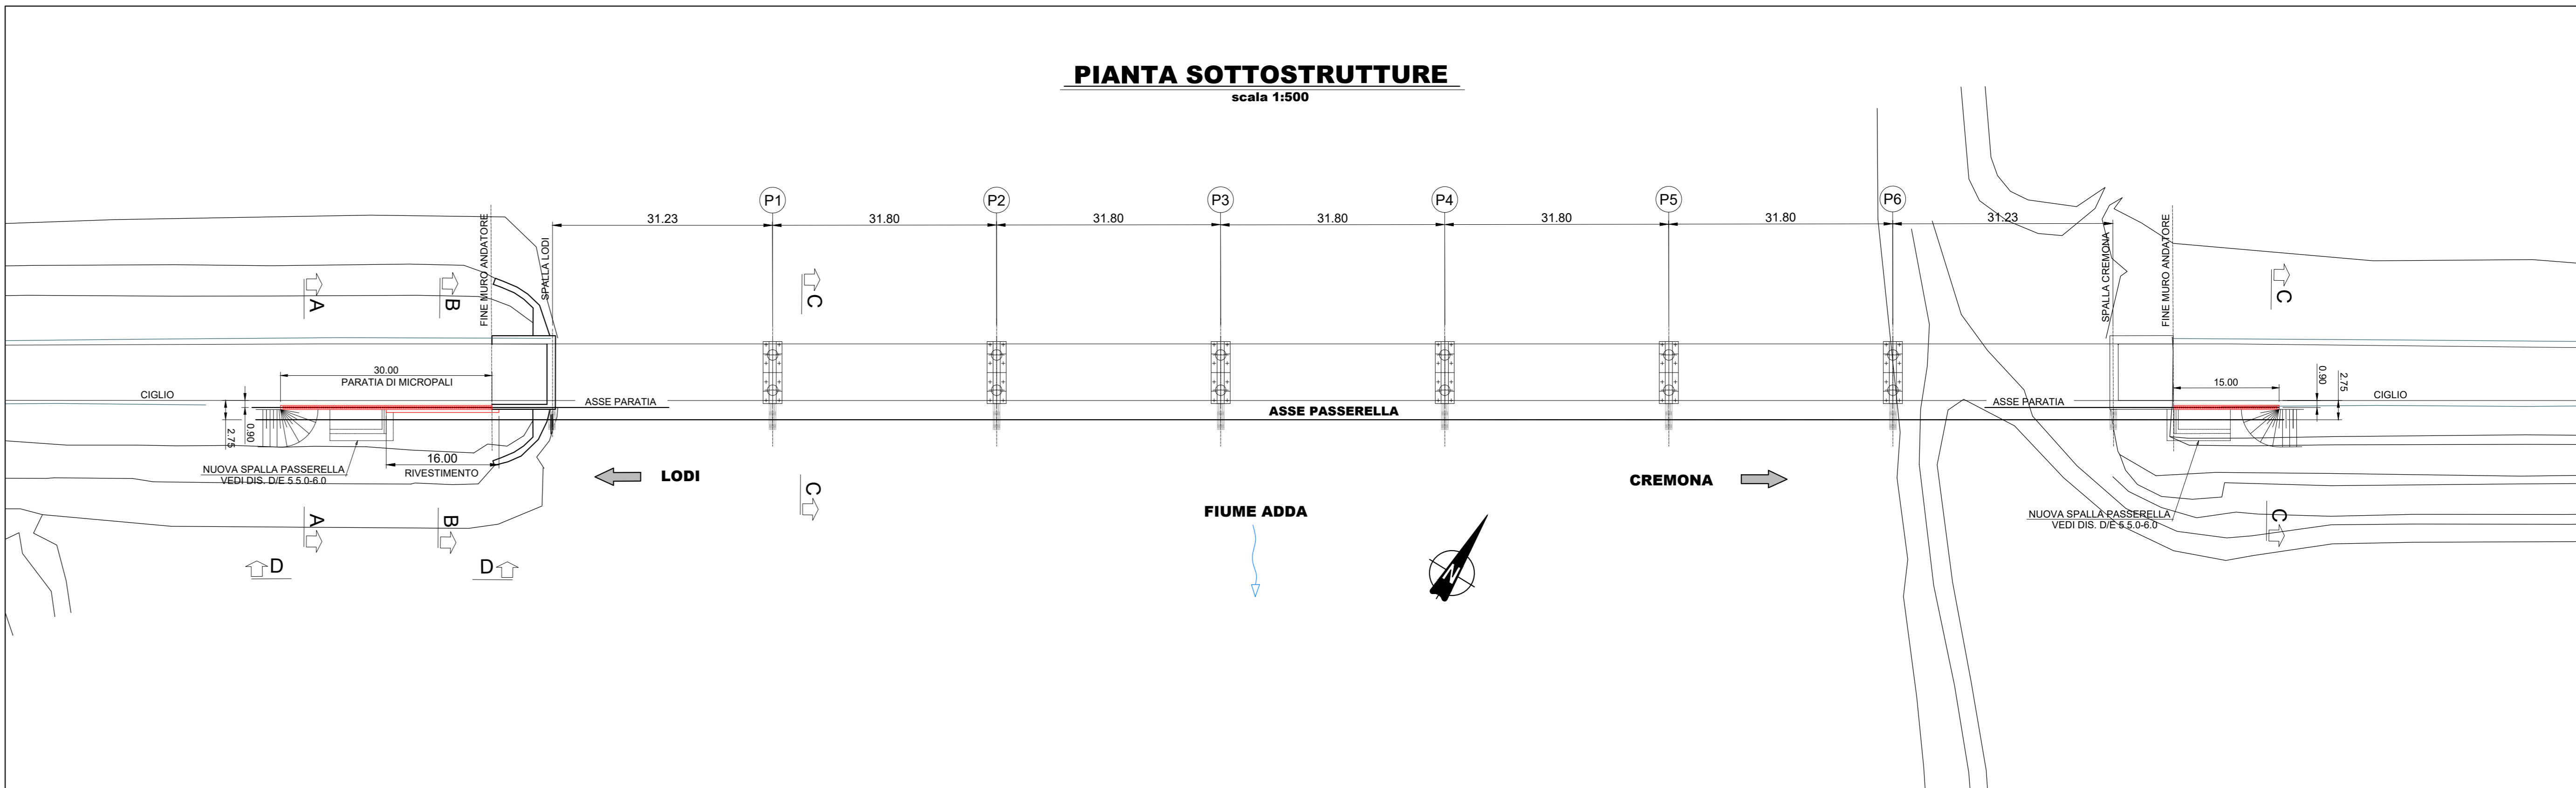 PIANTA SOTTOSTRUTTURE
scala 1:500
P1
P2
P3
P4
P5
P6
31.23
31.80
31.80
31.80
31.80
31.80
31.23
FINE MURO ANDATORE
SPALLA LODI
SPALLA CREMONA
FINE MURO ANDATORE
A
B
C
C
30.00
PARATIA DI MICROPALI
CIGLIO
ASSE PARATIA
ASSE PASSERELLA
ASSE PARATIA
15.00
0.90
2.75
CIGLIO
2.75
0.90
16.00
RIVESTIMENTO
NUOVA SPALLA PASSERELLA
VEDI DIS. D/E 5.5.0-6.0
LODI
CREMONA
FIUME ADDA
N
NUOVA SPALLA PASSERELLA
VEDI DIS. D/E 5.5.0-6.0
A
B
C
C
D
D